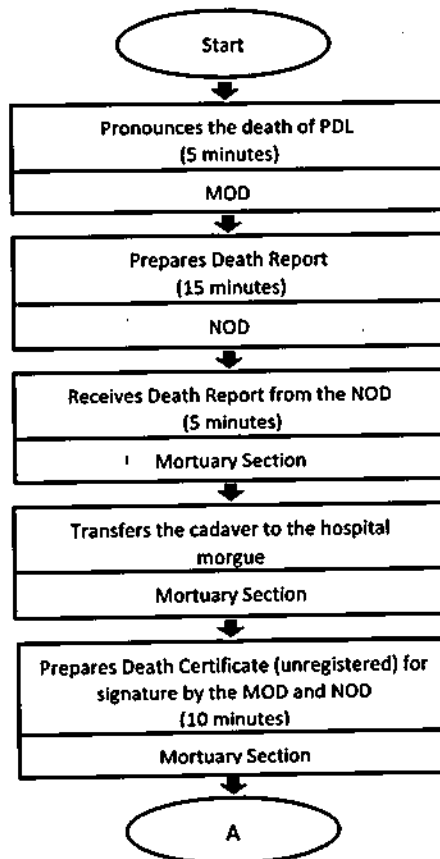 Start
Pronounces the death of PDL
(5 minutes)
MOD
Prepares Death Report
(15 minutes)
NOD
Receives Death Report from the NOD
(5 minutes)
Mortuary Section
Transfers the cadaver to the hospital
morgue
Mortuary Section
Prepares Death Certificate (unregistered) for
signature by the MOD and NOD
(10 minutes)
Mortuary Section
A